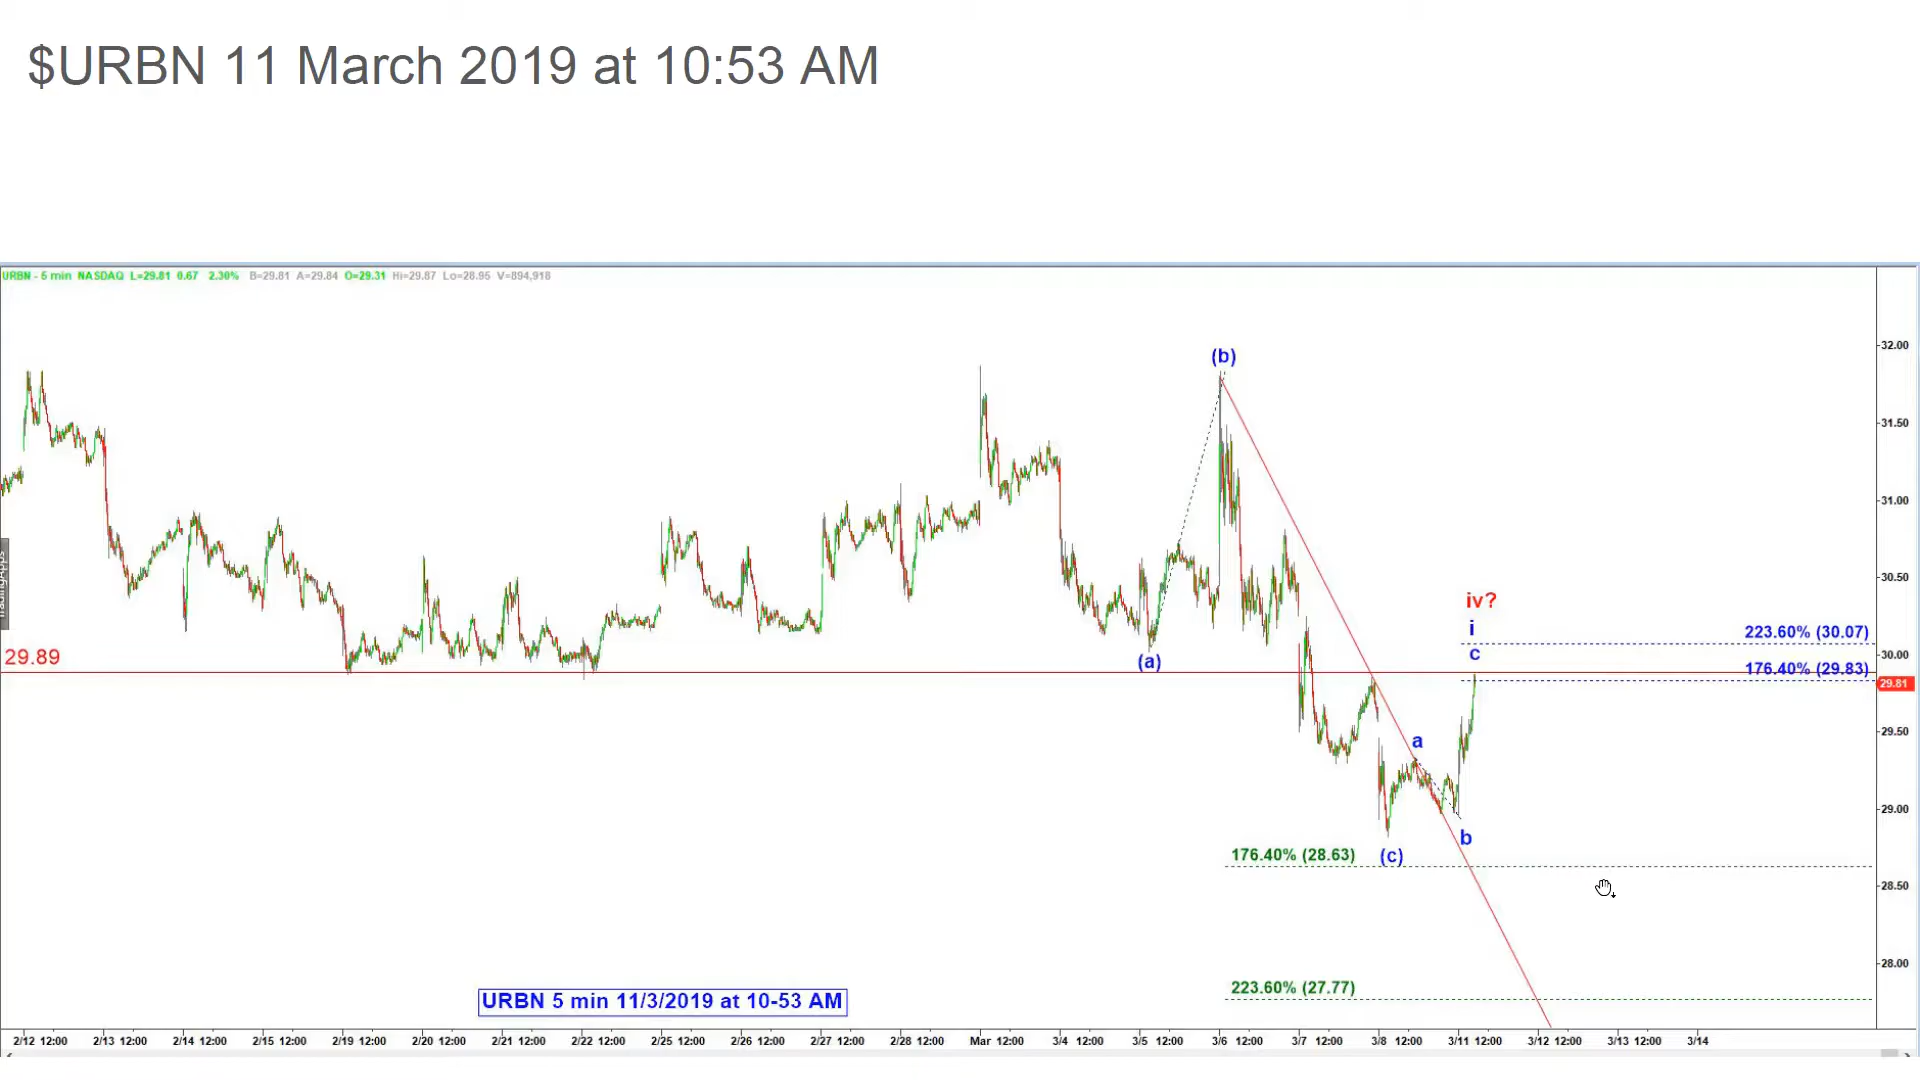 $URBN 11 March 2019 at 10:53 AM
URBN - 5 min NASDAQ L=29.81 0.67 2.30% B=29.81 A=29.84 O=29.31 Hi=29.87 Lo=28.95 V=894,918
32.00
(b)
31.50
31.00
30.50
iv?
i
223.60% (30.07)
c
30.00
29.89
(a)
176.40% (29.83)
29.81
29.50
a
29.00
b
176.40% (28.63)
(c)
28.50
28.00
223.60% (27.77)
URBN 5 min 11/3/2019 at 10-53 AM
2/12 12:00 2/13 12:00 2/14 12:00 2/15 12:00 2/19 12:00 2/20 12:00 2/21 12:00 2/22 12:00 2/25 12:00 2/26 12:00 2/27 12:00 2/28 12:00 Mar 12:00 3/4 12:00 3/5 12:00 3/6 12:00 3/7 12:00 3/8 12:00 3/11 12:00 3/12 12:00 3/13 12:00 3/14